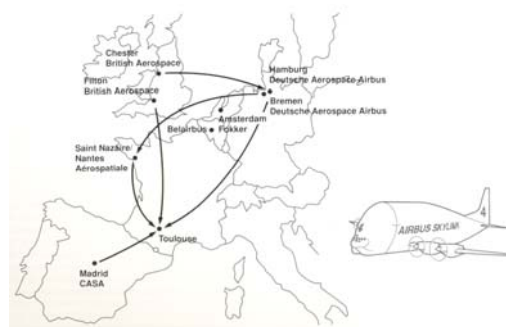 Chester
British Aerospace
Filton
British Aerospace
Hamburg
Deutsche Aerospace Airbus
Bremen
Deutsche Aerospace Airbus
Amsterdam
Fokker
Belairbus
Saint Nazaire/
Nantes
Aérospatiale
Toulouse
Madrid
CASA
4
AIRBUS SKYLINK